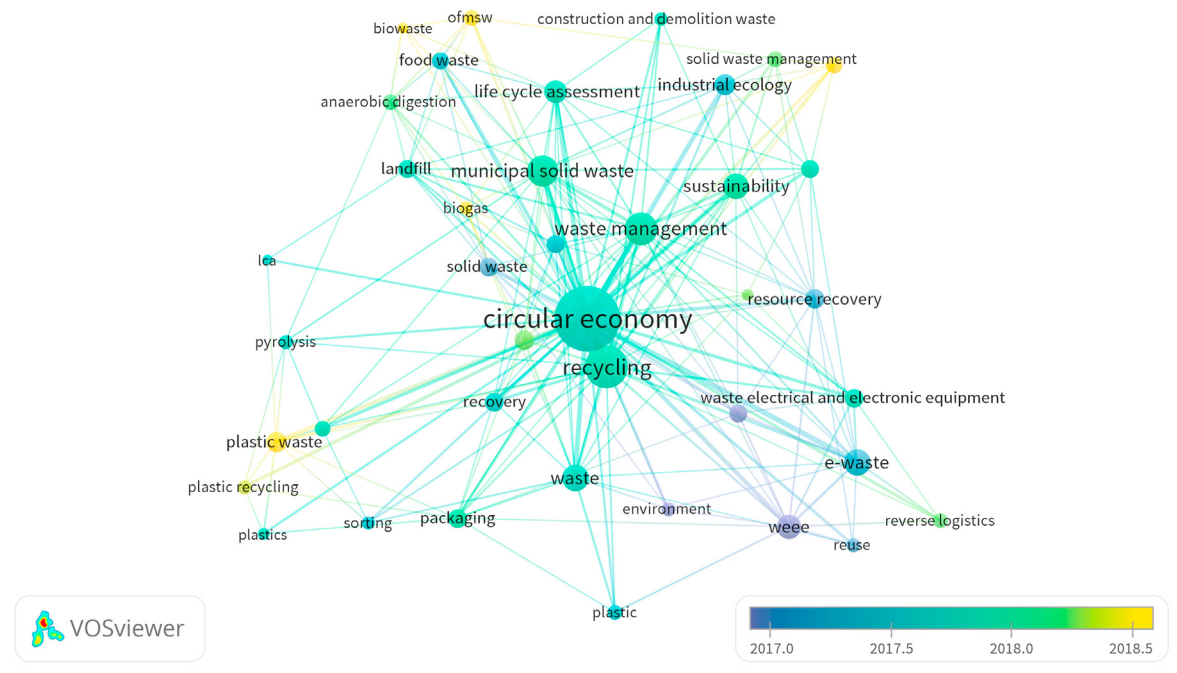 ofmsw
construction and demolition waste
biowaste
food waste
solid waste management
life cycle assessment
industrial ecology
anaerobic digestion
landfill
municipal solid waste
sustainability
biogas
waste management
lca
solid waste
resource recovery
circular economy
pyrolysis
recycling
recovery
waste electrical and electronic equipment
plastic waste
e-waste
waste
plastic recycling
environment
packaging
sorting
weee
reverse logistics
plastics
reuse
plastic
VOSviewer
2017.0 2017.5 2018.0 2018.5